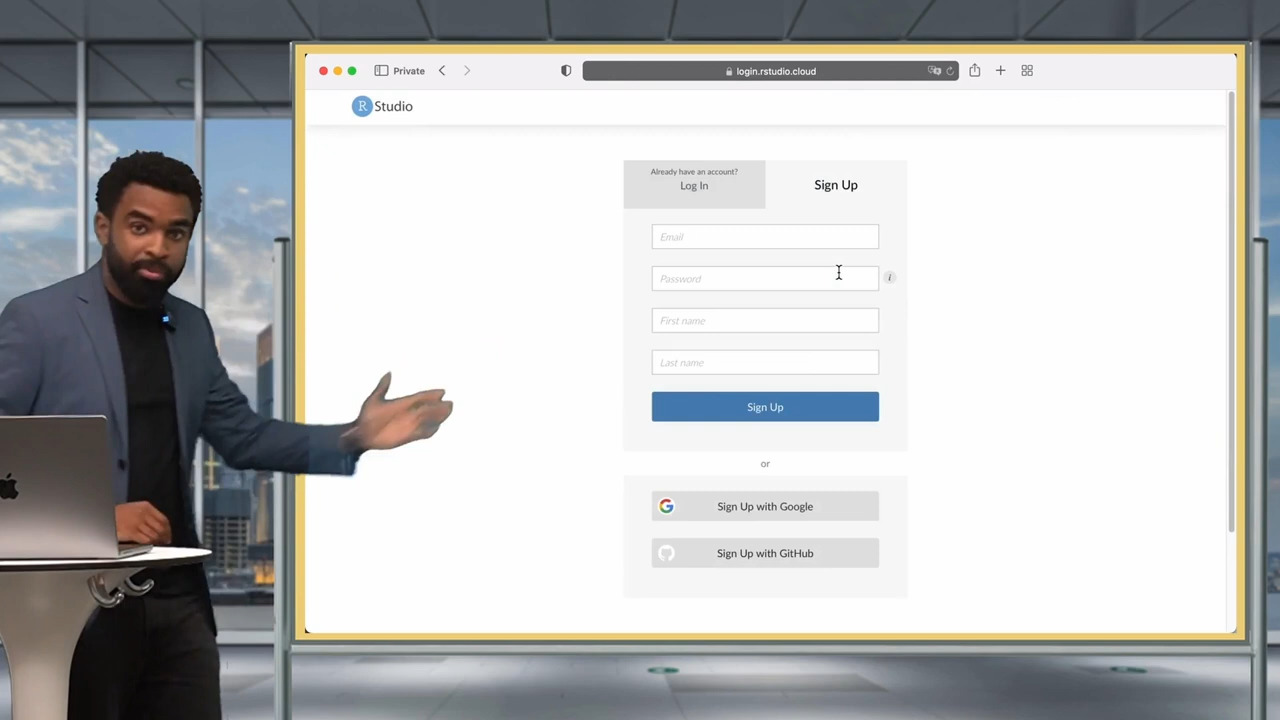 Private
login.rstudio.cloud
R Studio
Already have an account?
Log In
Sign Up
Email
Password
i
First name
Last name
Sign Up
or
Sign Up with Google
Sign Up with GitHub